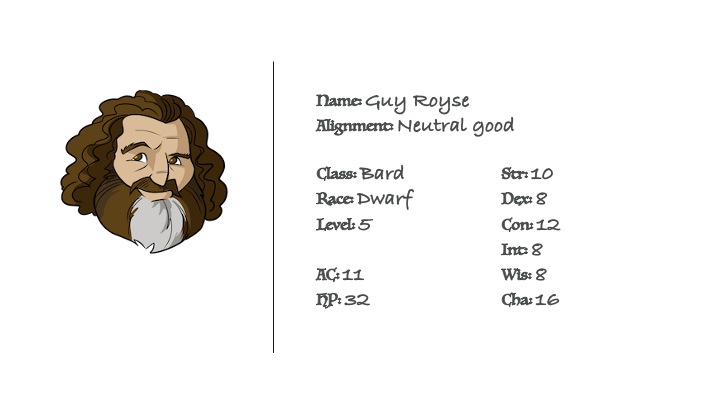 Name: Guy Royse
Alignment: Neutral good
Class: Bard
Race: Dwarf
Level: 5
AC: 11
HP: 32
Str: 10
Dex: 8
Con: 12
Int: 8
Wis: 8
Cha: 16